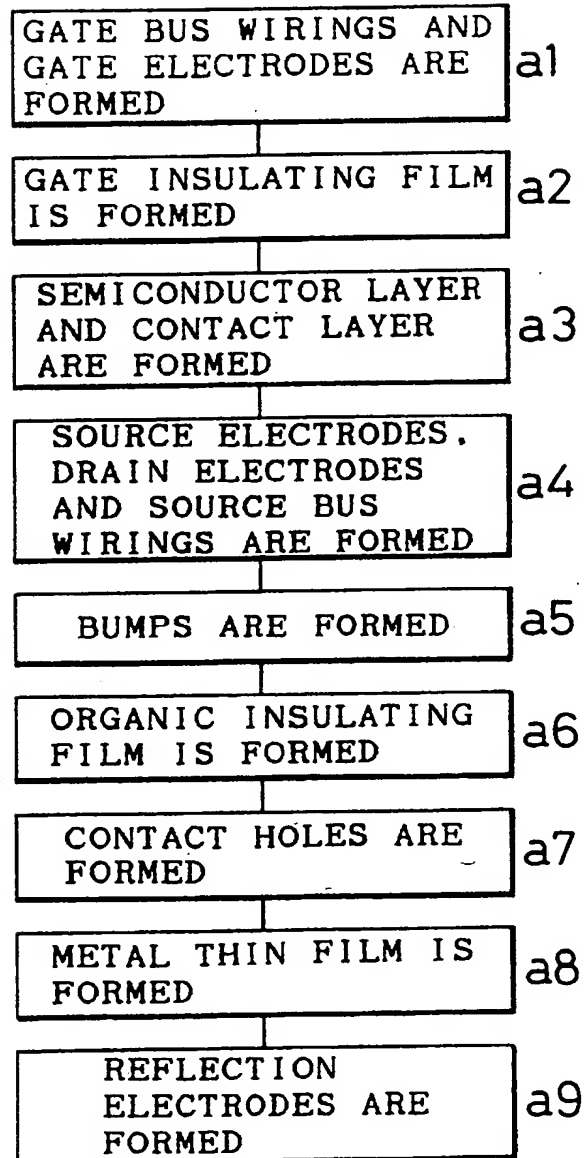 GATE BUS WIRINGS AND
GATE ELECTRODES ARE
FORMED
a1
GATE INSULATING FILM
IS FORMED
a2
SEMICONDUCTOR LAYER
AND CONTACT LAYER
ARE FORMED
a3
SOURCE ELECTRODES.
DRAIN ELECTRODES
AND SOURCE BUS
WIRINGS ARE FORMED
a4
BUMPS ARE FORMED
a5
ORGANIC INSULATING
FILM IS FORMED
a6
CONTACT HOLES ARE
FORMED
a7
METAL THIN FILM IS
FORMED
a8
REFLECTION
ELECTRODES ARE
FORMED
a9